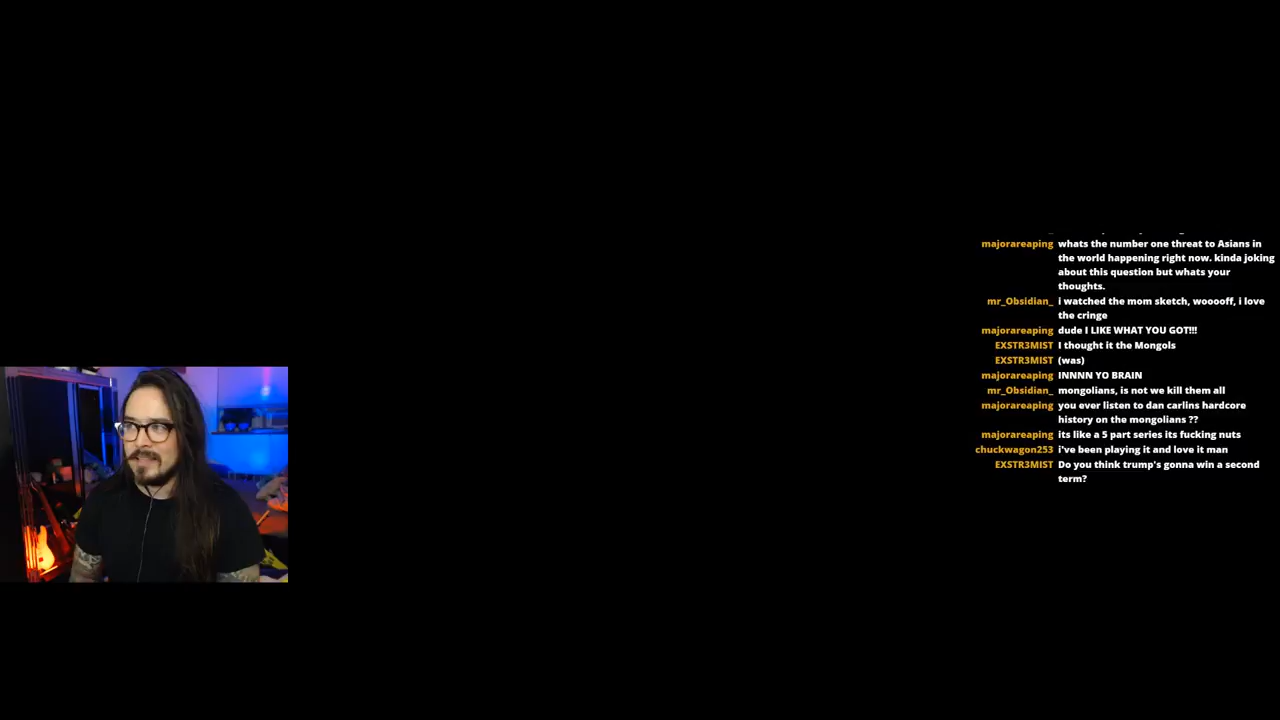 majorareaping whats the number one threat to Asians in
the world happening right now. kinda joking
about this question but whats your
thoughts.
mr_Obsidian_ i watched the mom sketch, wooooff, i love
the cringe
majorareaping dude I LIKE WHAT YOU GOT!!!
EXSTR3MIST I thought it the Mongols
EXSTR3MIST (was)
majorareaping INNNN YO BRAIN
mr_Obsidian_ mongolians, is not we kill them all
majorareaping you ever listen to dan carlins hardcore
history on the mongolians ??
majorareaping its like a 5 part series its fucking nuts
chuckwagon253 i've been playing it and love it man
EXSTR3MIST Do you think trump's gonna win a second
term?